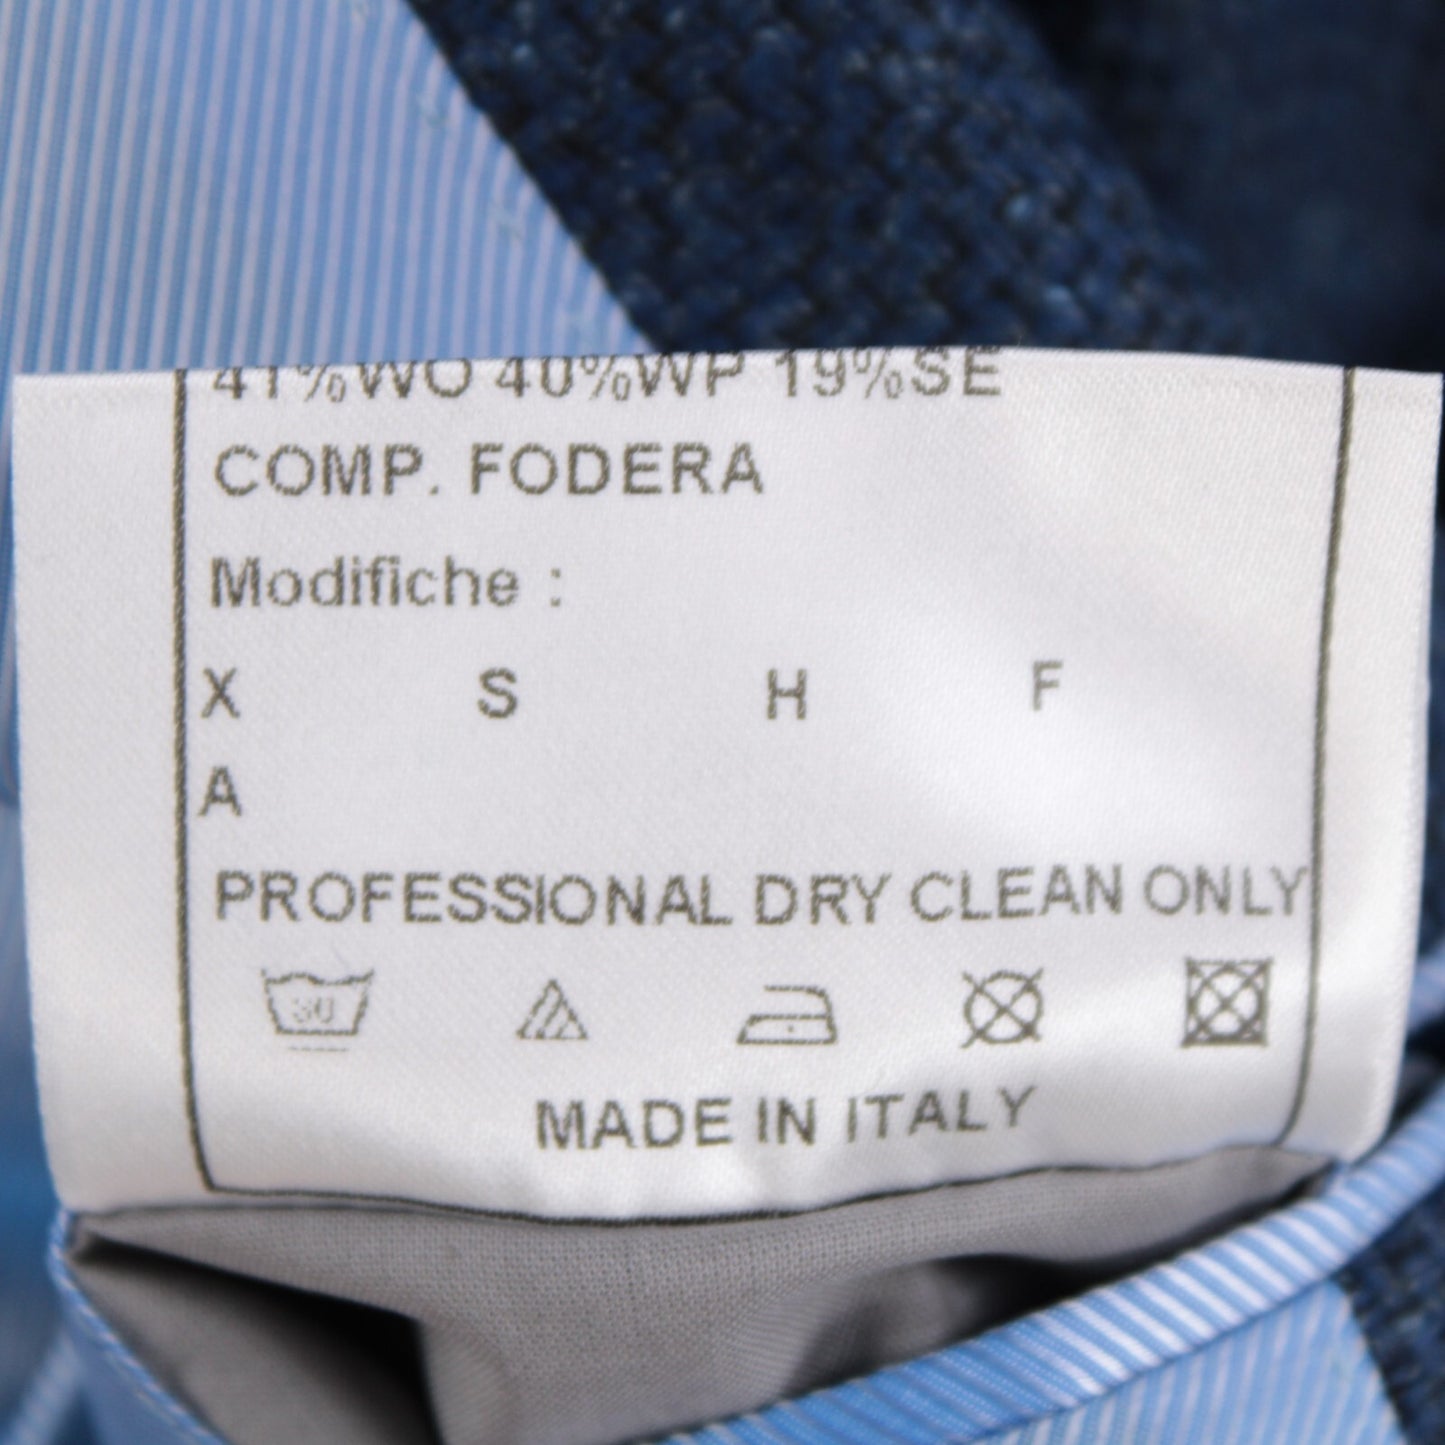 41%WO 40%WP 19%SE
COMP. FODERA
Modifiche :
X S H F
A
PROFESSIONAL DRY CLEAN ONLY
30
MADE IN ITALY